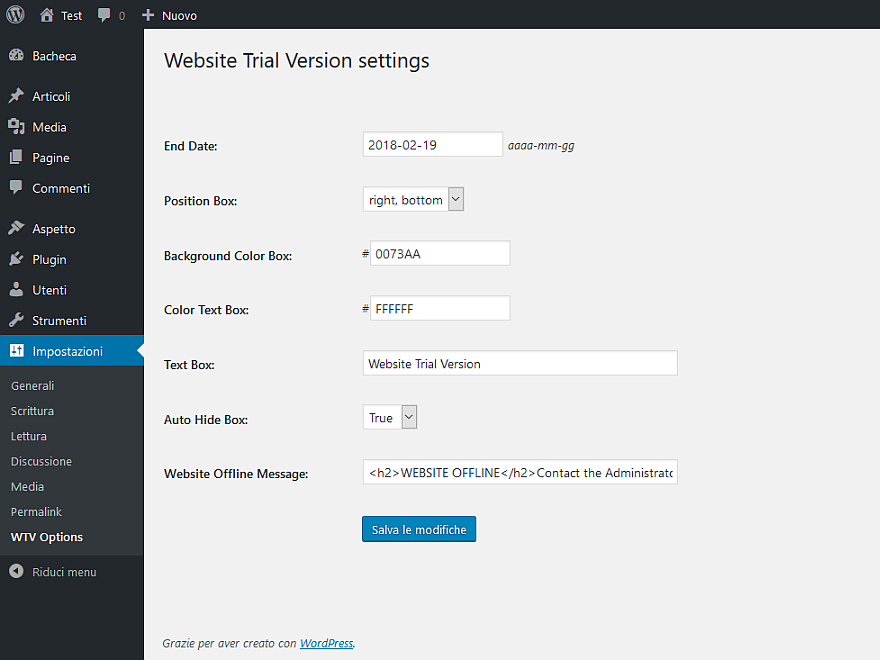 Test 0 Nuovo
Bacheca
Articoli
Media
Pagine
Commenti
Aspetto
Plugin
Utenti
Strumenti
Impostazioni
Generali
Scrittura
Lettura
Discussione
Media
Permalink
WTV Options
Riduci menu
Website Trial Version settings
End Date: 2018-02-19 aaaa-mm-gg
Position Box: right, bottom
Background Color Box: # 0073AA
Color Text Box: # FFFFFF
Text Box: Website Trial Version
Auto Hide Box: True
Website Offline Message: <h2>WEBSITE OFFLINE</h2>Contact the Administrato
Salva le modifiche
Grazie per aver creato con WordPress.